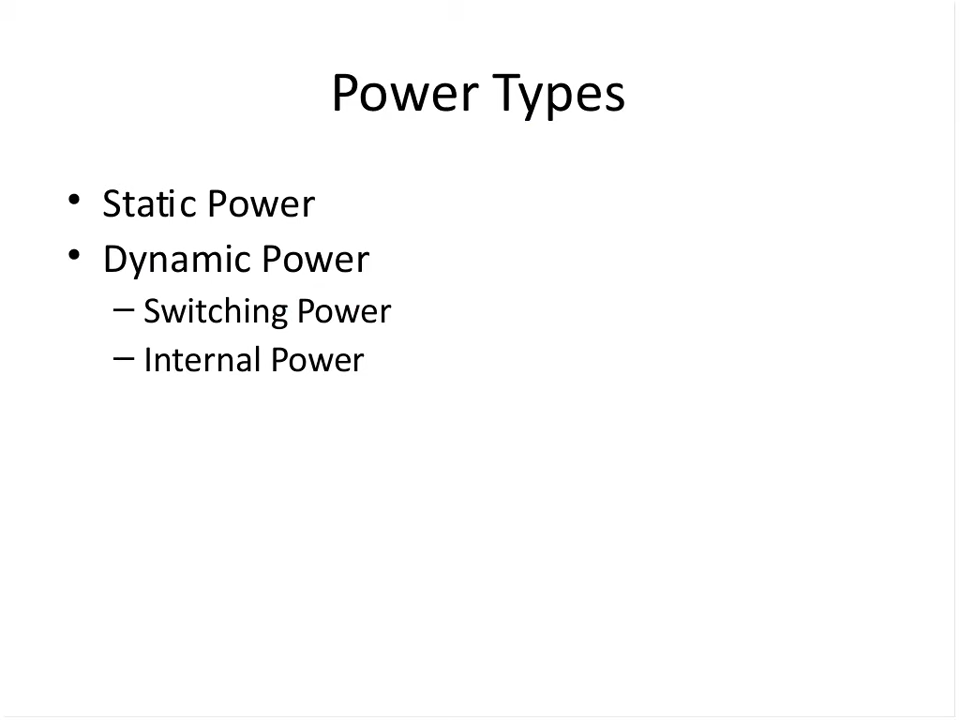 Power Types
• Static Power
• Dynamic Power
– Switching Power
– Internal Power